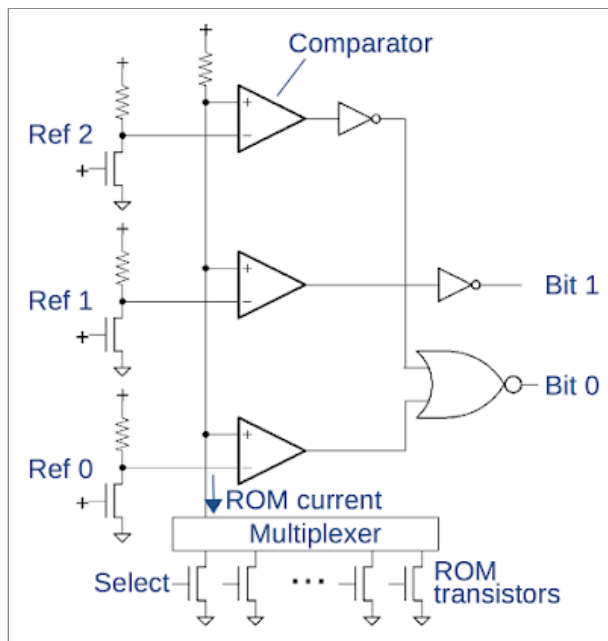 Comparator
Ref 2
+
-
Ref 1
+
-
Bit 1
Bit 0
Ref 0
+
-
ROM current
Multiplexer
Select
ROM
transistors